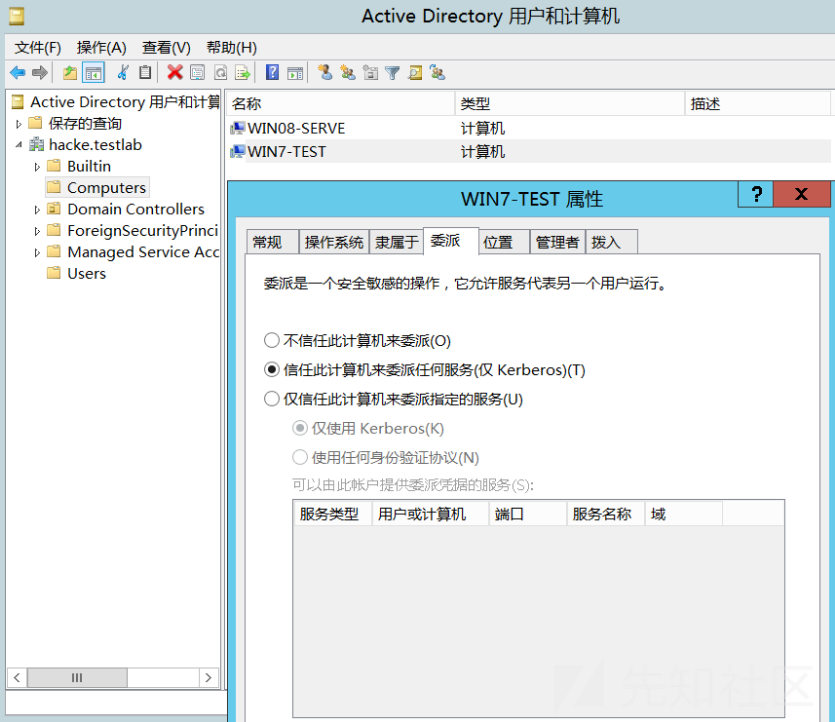 Active Directory 用户和计算机
文件(F) 操作(A) 查看(V) 帮助(H)
Active Directory 用户和计算
保存的查询
hacke.testlab
Builtin
Computers
Domain Controllers
ForeignSecurityPrinci
Managed Service Acc
Users
名称 类型 描述
WIN08-SERVE 计算机
WIN7-TEST 计算机
WIN7-TEST 属性
? X
常规 操作系统 隶属于 委派 位置 管理者 拨入
委派是一个安全敏感的操作，它允许服务代表另一个用户运行。
不信任此计算机来委派(O)
信任此计算机来委派任何服务(仅 Kerberos)(T)
仅信任此计算机来委派指定的服务(U)
仅使用 Kerberos(K)
使用任何身份验证协议(N)
可以由此帐户提供委派凭据的服务(S):
服务类型 用户或计算机 端口 服务名称 域
先知社区